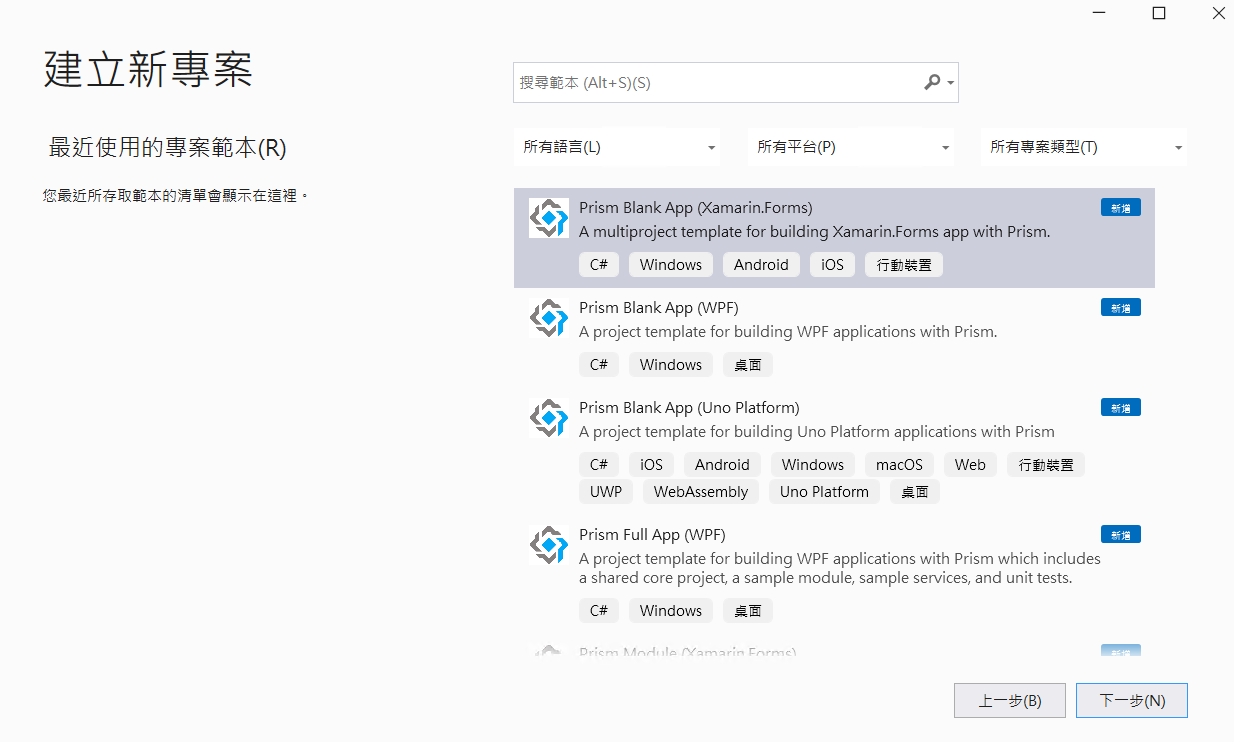 建立新專案
最近使用的專案範本(R)
您最近所存取範本的清單會顯示在這裡。
搜尋範本 (Alt+S)(S)
所有語言(L)
所有平台(P)
所有專案類型(T)
Prism Blank App (Xamarin.Forms)
新增
A multiproject template for building Xamarin.Forms app with Prism.
C# Windows Android iOS 行動裝置
Prism Blank App (WPF)
新增
A project template for building WPF applications with Prism.
C# Windows 桌面
Prism Blank App (Uno Platform)
新增
A project template for building Uno Platform applications with Prism
C# iOS Android Windows macOS Web 行動裝置
UWP WebAssembly Uno Platform 桌面
Prism Full App (WPF)
新增
A project template for building WPF applications with Prism which includes
a shared core project, a sample module, sample services, and unit tests.
C# Windows 桌面
Prism Module (Xamarin.Forms)
新增
上一步(B)
下一步(N)